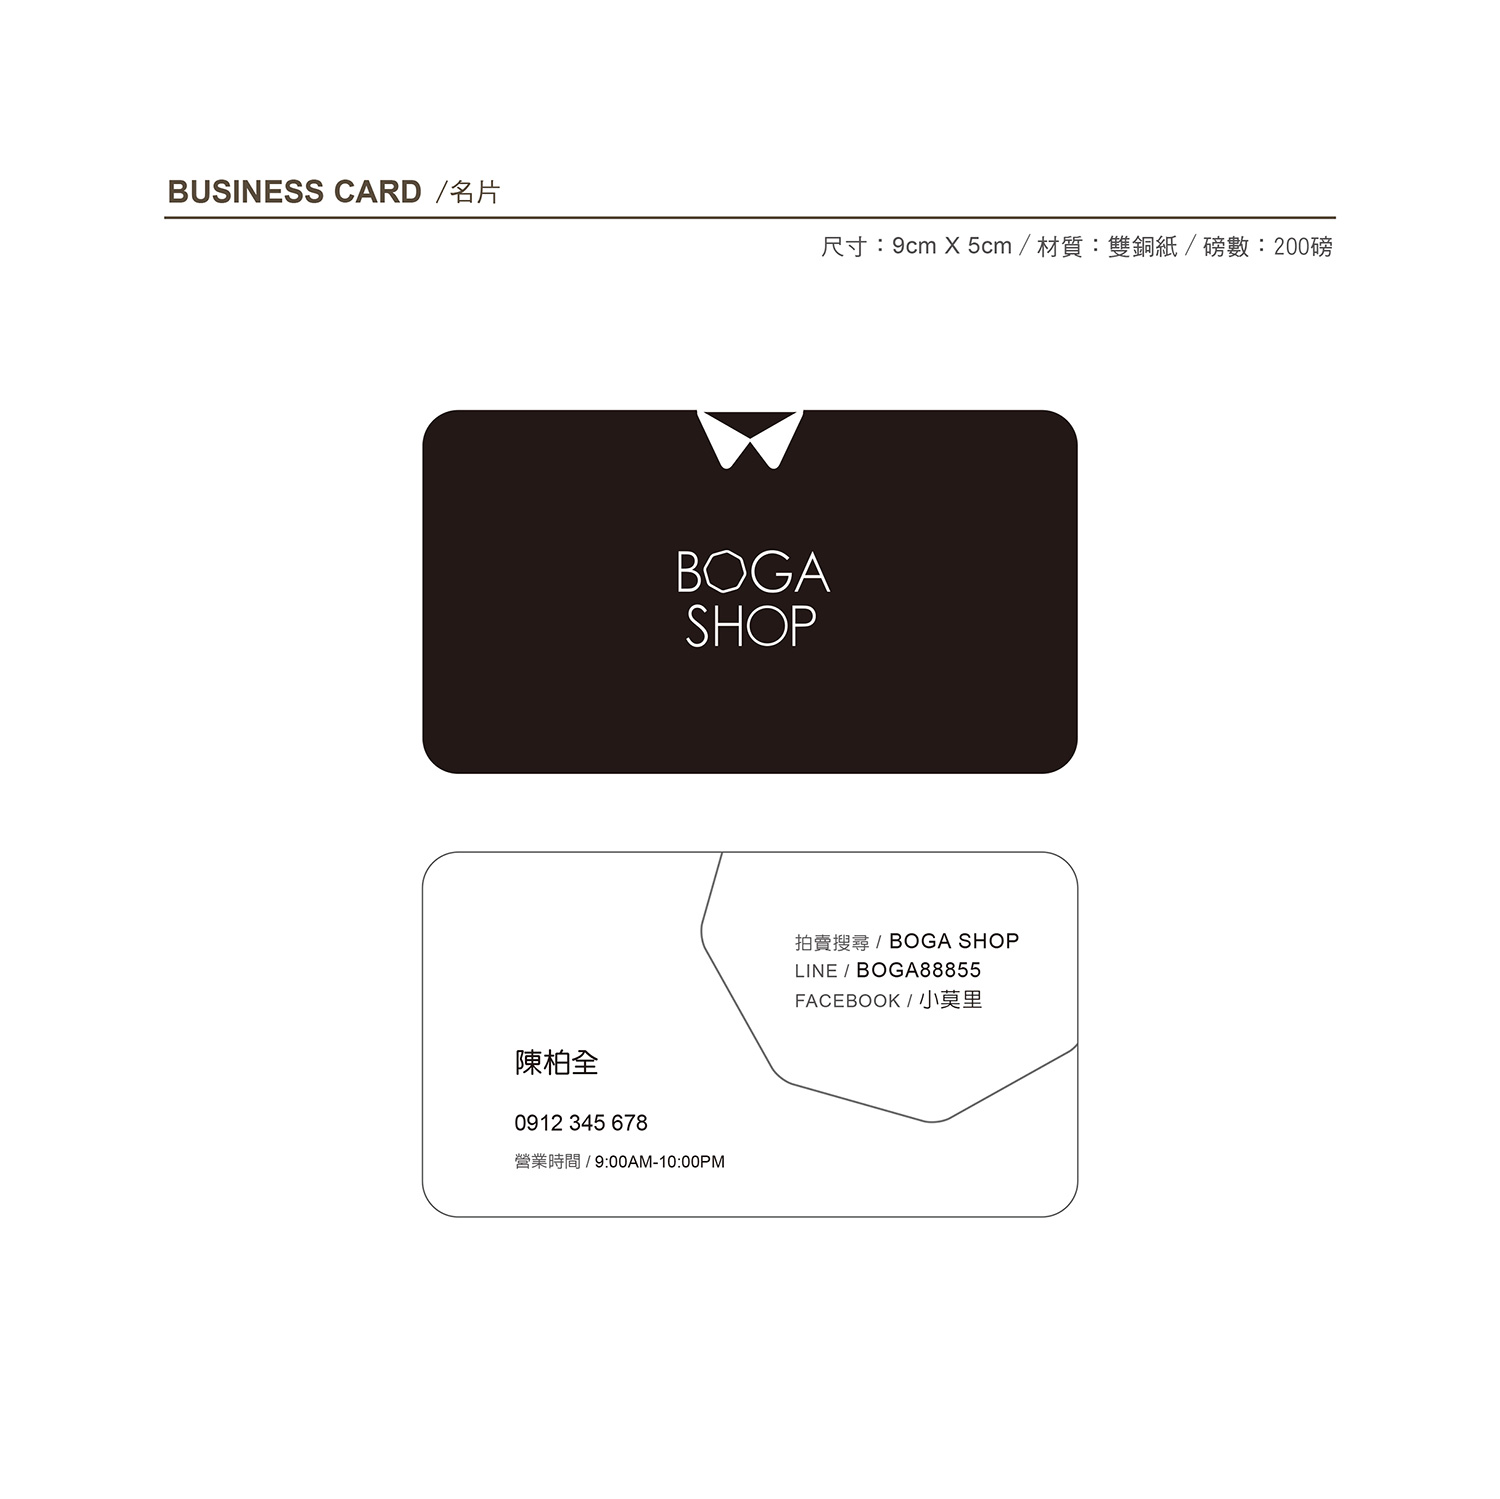 BUSINESS CARD /名片
尺寸：9cm X 5cm / 材質：雙銅紙 / 磅數：200磅
BOGA
SHOP
拍賣搜尋 / BOGA SHOP
LINE / BOGA88855
FACEBOOK / 小莫里
陳柏全
0912 345 678
營業時間 / 9:00AM-10:00PM